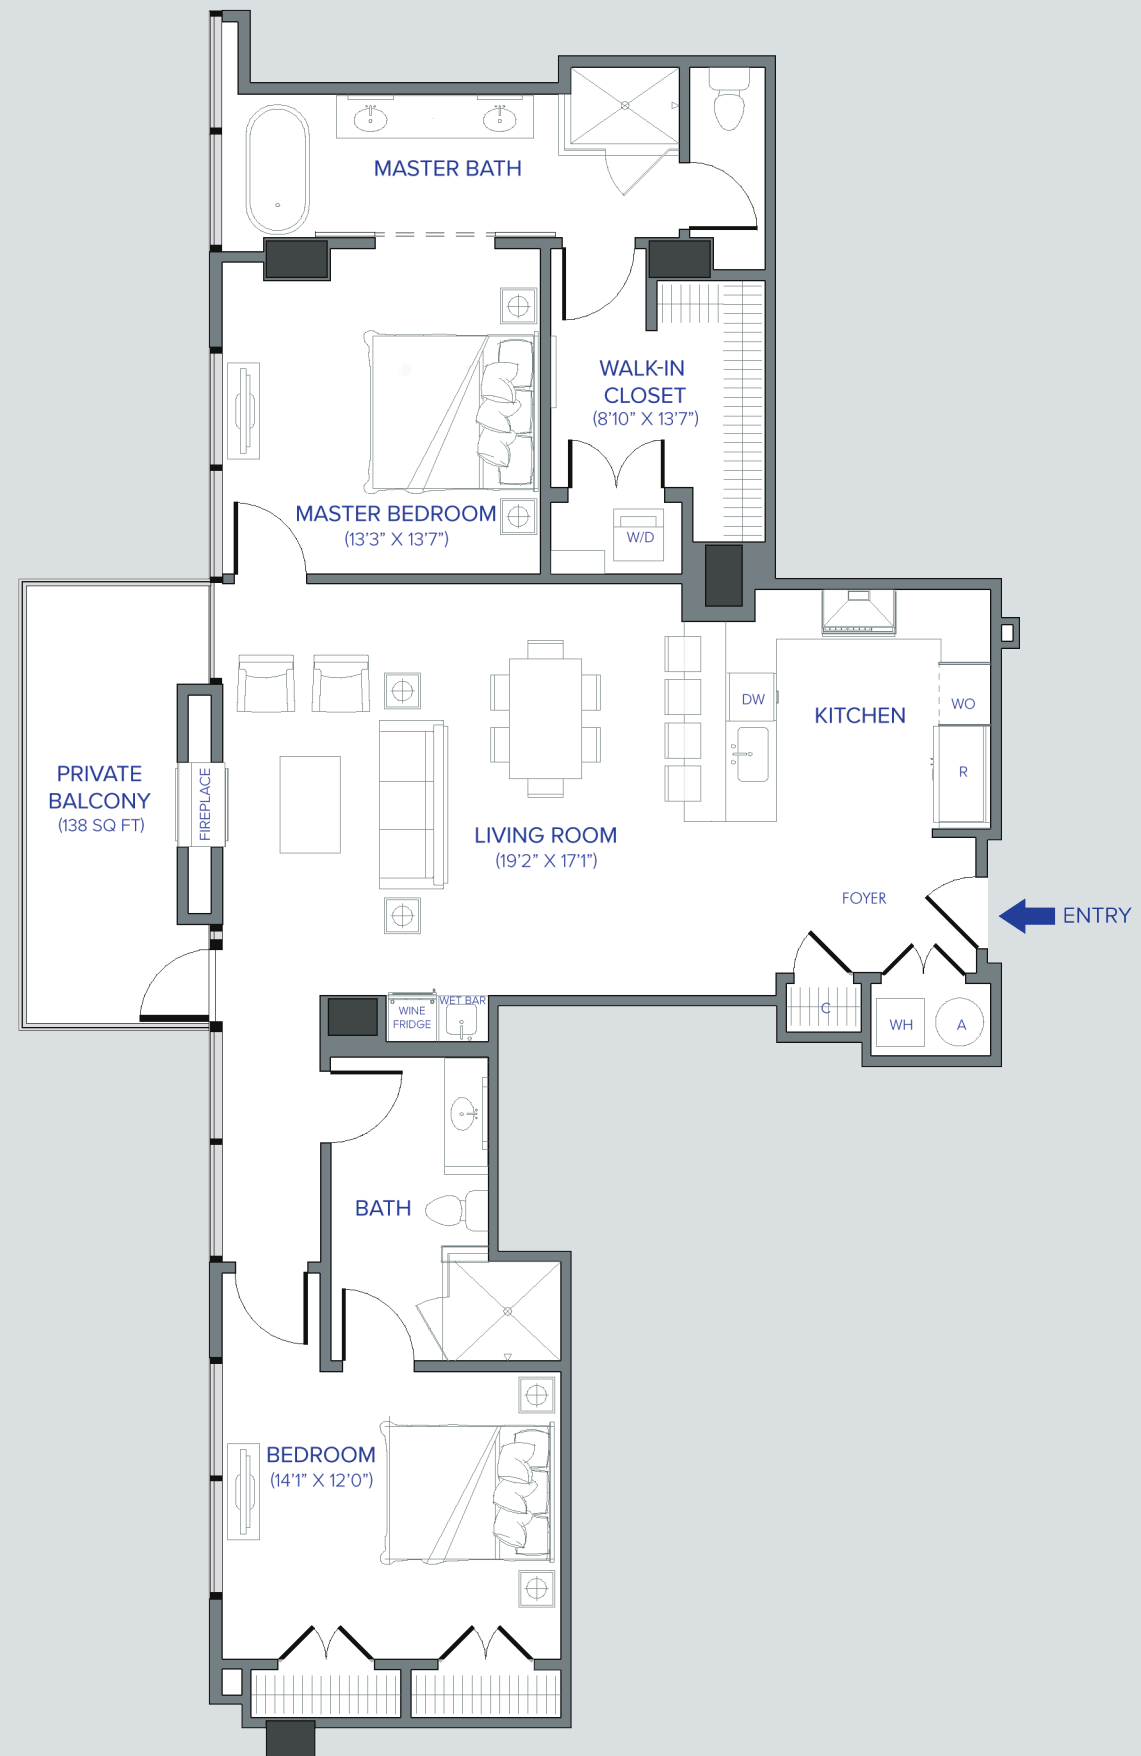 MASTER BATH
WALK-IN
CLOSET
(8'10" X 13'7")
MASTER BEDROOM
(13'3" X 13'7")
W/D
DW
WO
KITCHEN
R
PRIVATE
BALCONY
(138 SQ FT)
FIREPLACE
LIVING ROOM
(19'2" X 17'1")
FOYER
ENTRY
WET BAR
WINE
FRIDGE
C
WH
A
BATH
BEDROOM
(14'1" X 12'0")